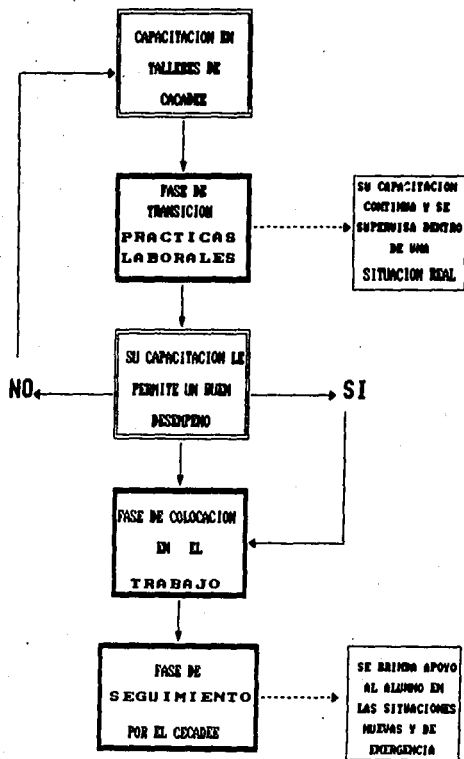 CAPACITACION EN
TALLERES DE
CACADEE
FASE DE
TRANSICION
PRACTICAS
LABORALES
SU CAPACITACION
CONTINUA Y SE
SUPERVISA DENTRO
DE UNA
SITUACION REAL
SU CAPACITACION LE
PERMITE UN BUEN
DESEMPEÑO
NO
SI
FASE DE COLOCACION
EN EL
TRABAJO
FASE DE
SEGUIMIENTO
POR EL CECADEE
SE BRINDA APOYO
AL ALUMNO EN
LAS SITUACIONES
NUEVAS Y DE
EMERGENCIA